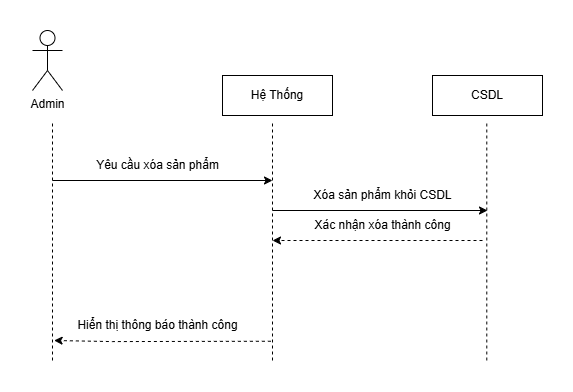 Admin
Hệ Thống
CSDL
Yêu cầu xóa sản phẩm
Xóa sản phẩm khỏi CSDL
Xác nhận xóa thành công
Hiển thị thông báo thành công